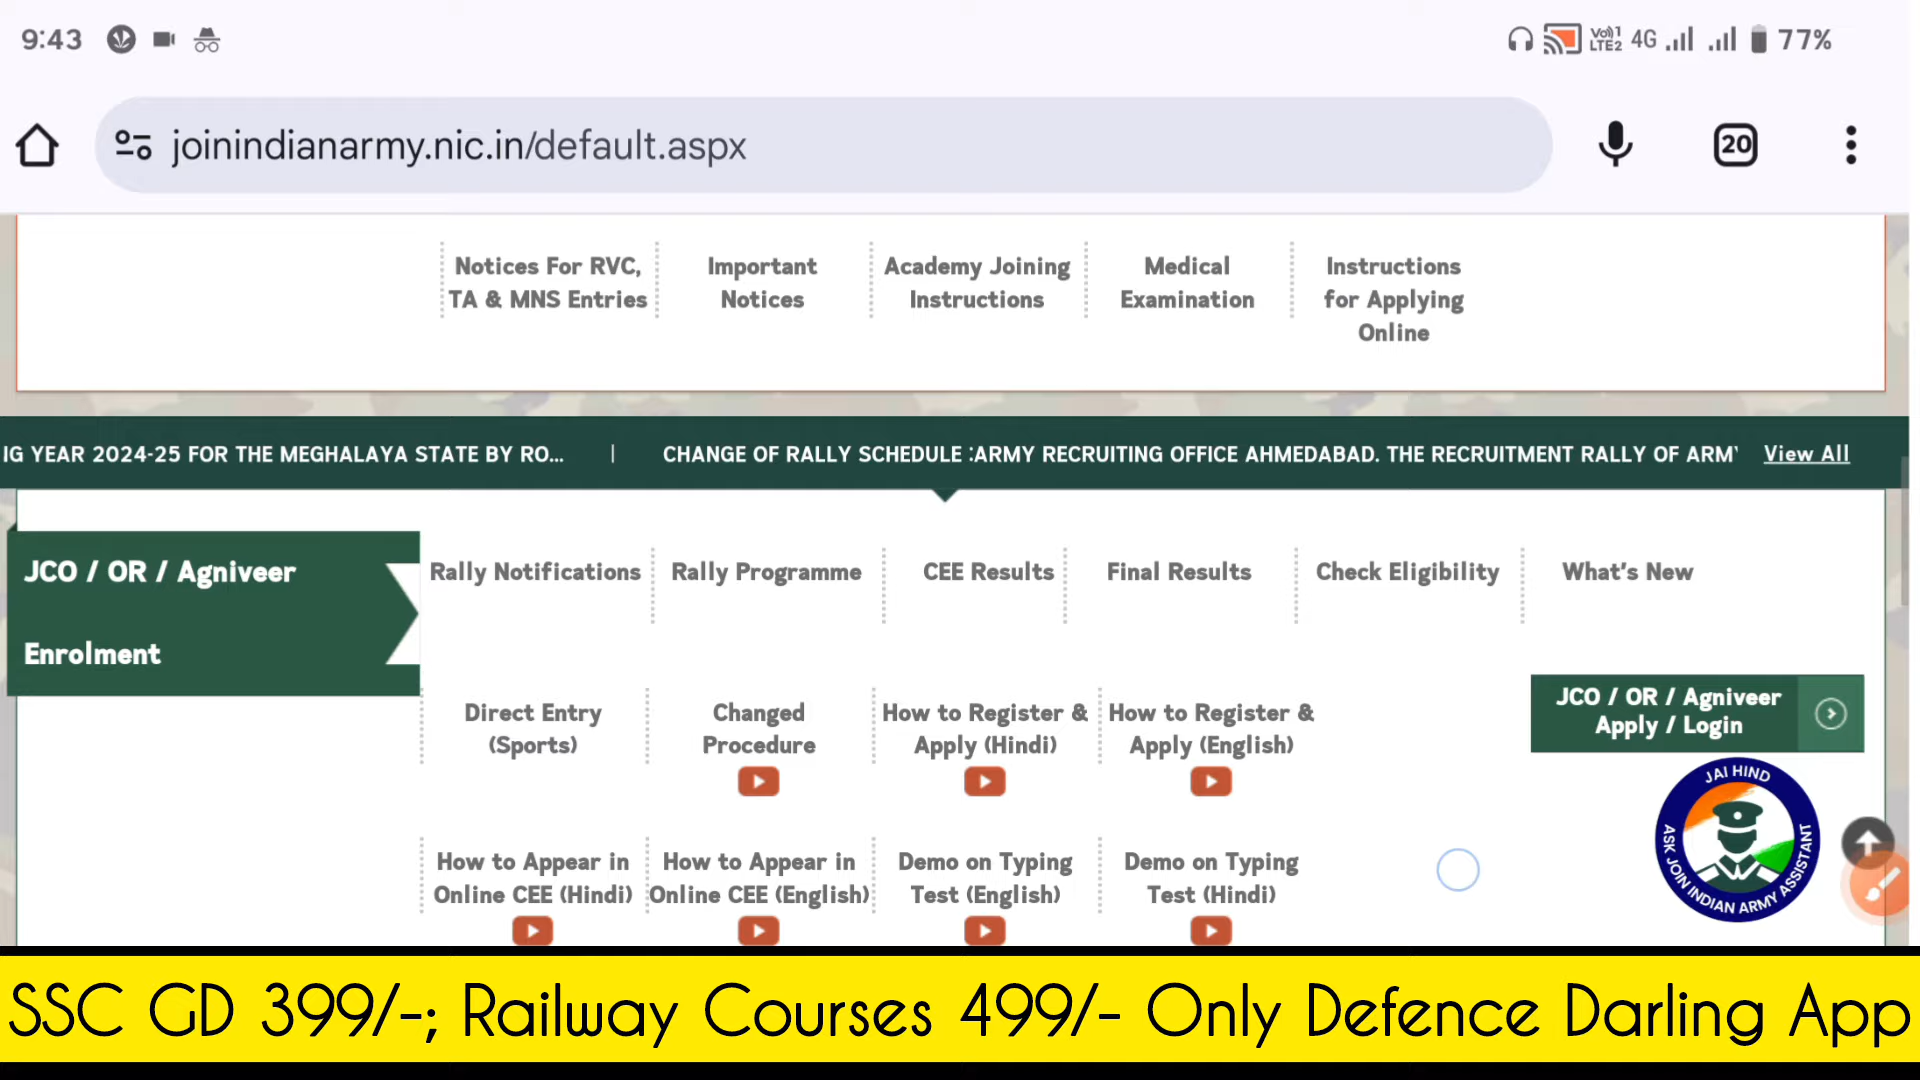 9:43 Vo)) 1 LTE2 4G 77%
joinindianarmy.nic.in/default.aspx 20
Notices For RVC, TA & MNS Entries
Important Notices
Academy Joining Instructions
Medical Examination
Instructions for Applying Online
IG YEAR 2024-25 FOR THE MEGHALAYA STATE BY RO... | CHANGE OF RALLY SCHEDULE :ARMY RECRUITING OFFICE AHMEDABAD. THE RECRUITMENT RALLY OF ARM View All
JCO / OR / Agniveer
Enrolment
Rally Notifications
Rally Programme
CEE Results
Final Results
Check Eligibility
What's New
Direct Entry (Sports)
Changed Procedure
How to Register & Apply (Hindi)
How to Register & Apply (English)
JCO / OR / Agniveer
Apply / Login
How to Appear in Online CEE (Hindi)
How to Appear in Online CEE (English)
Demo on Typing Test (English)
Demo on Typing Test (Hindi)
JAI HIND
ASK JOIN INDIAN ARMY ASSISTANT
SSC GD 399/-; Railway Courses 499/- Only Defence Darling App